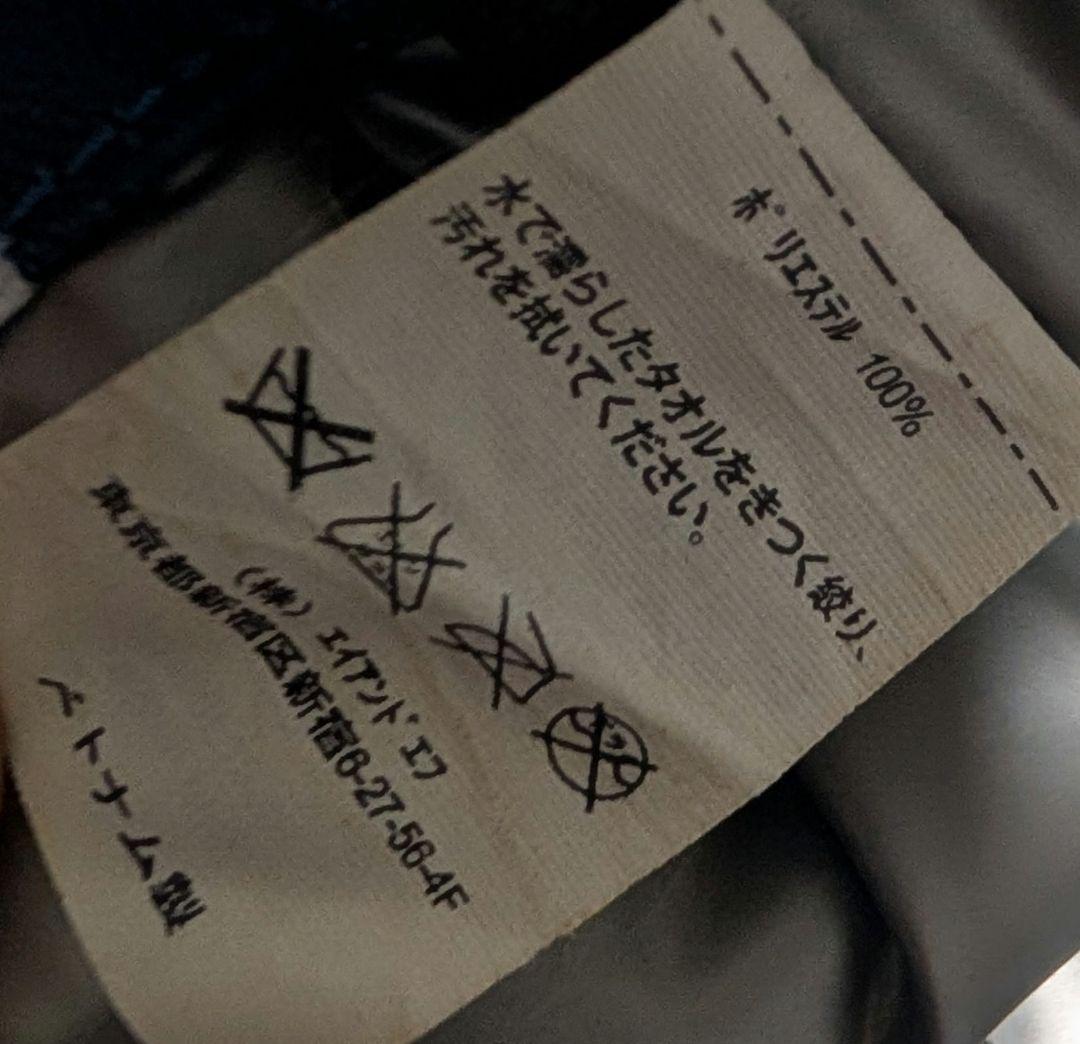 ポリエステル 100%
水で濡らしたタオルをきつく絞り、
汚れを拭いてください。
(株) エイアンドエフ
東京都新宿区新宿6-27-56-4F
ベトナーム製